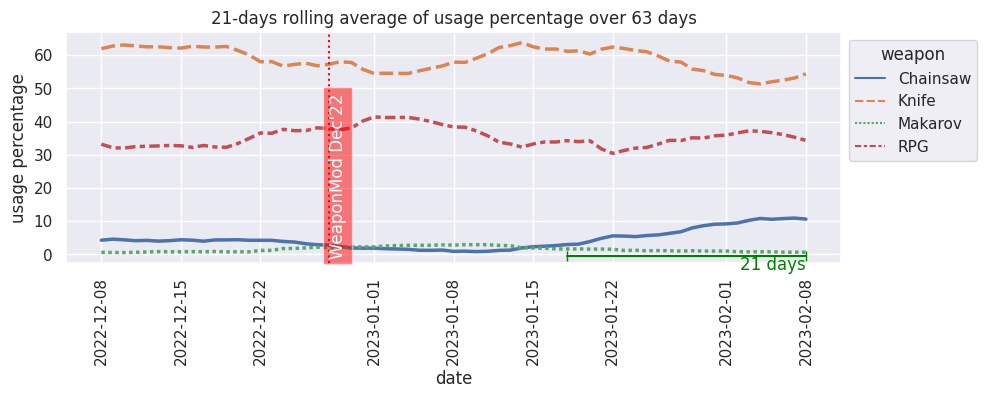 21-days rolling average of usage percentage over 63 days
usage percentage
60
50
40
30
20
10
0
WeaponMod Dec'22
21 days
2022-12-08
2022-12-15
2022-12-22
2023-01-01
2023-01-08
2023-01-15
2023-01-22
2023-02-01
2023-02-08
date
weapon
Chainsaw
Knife
Makarov
RPG